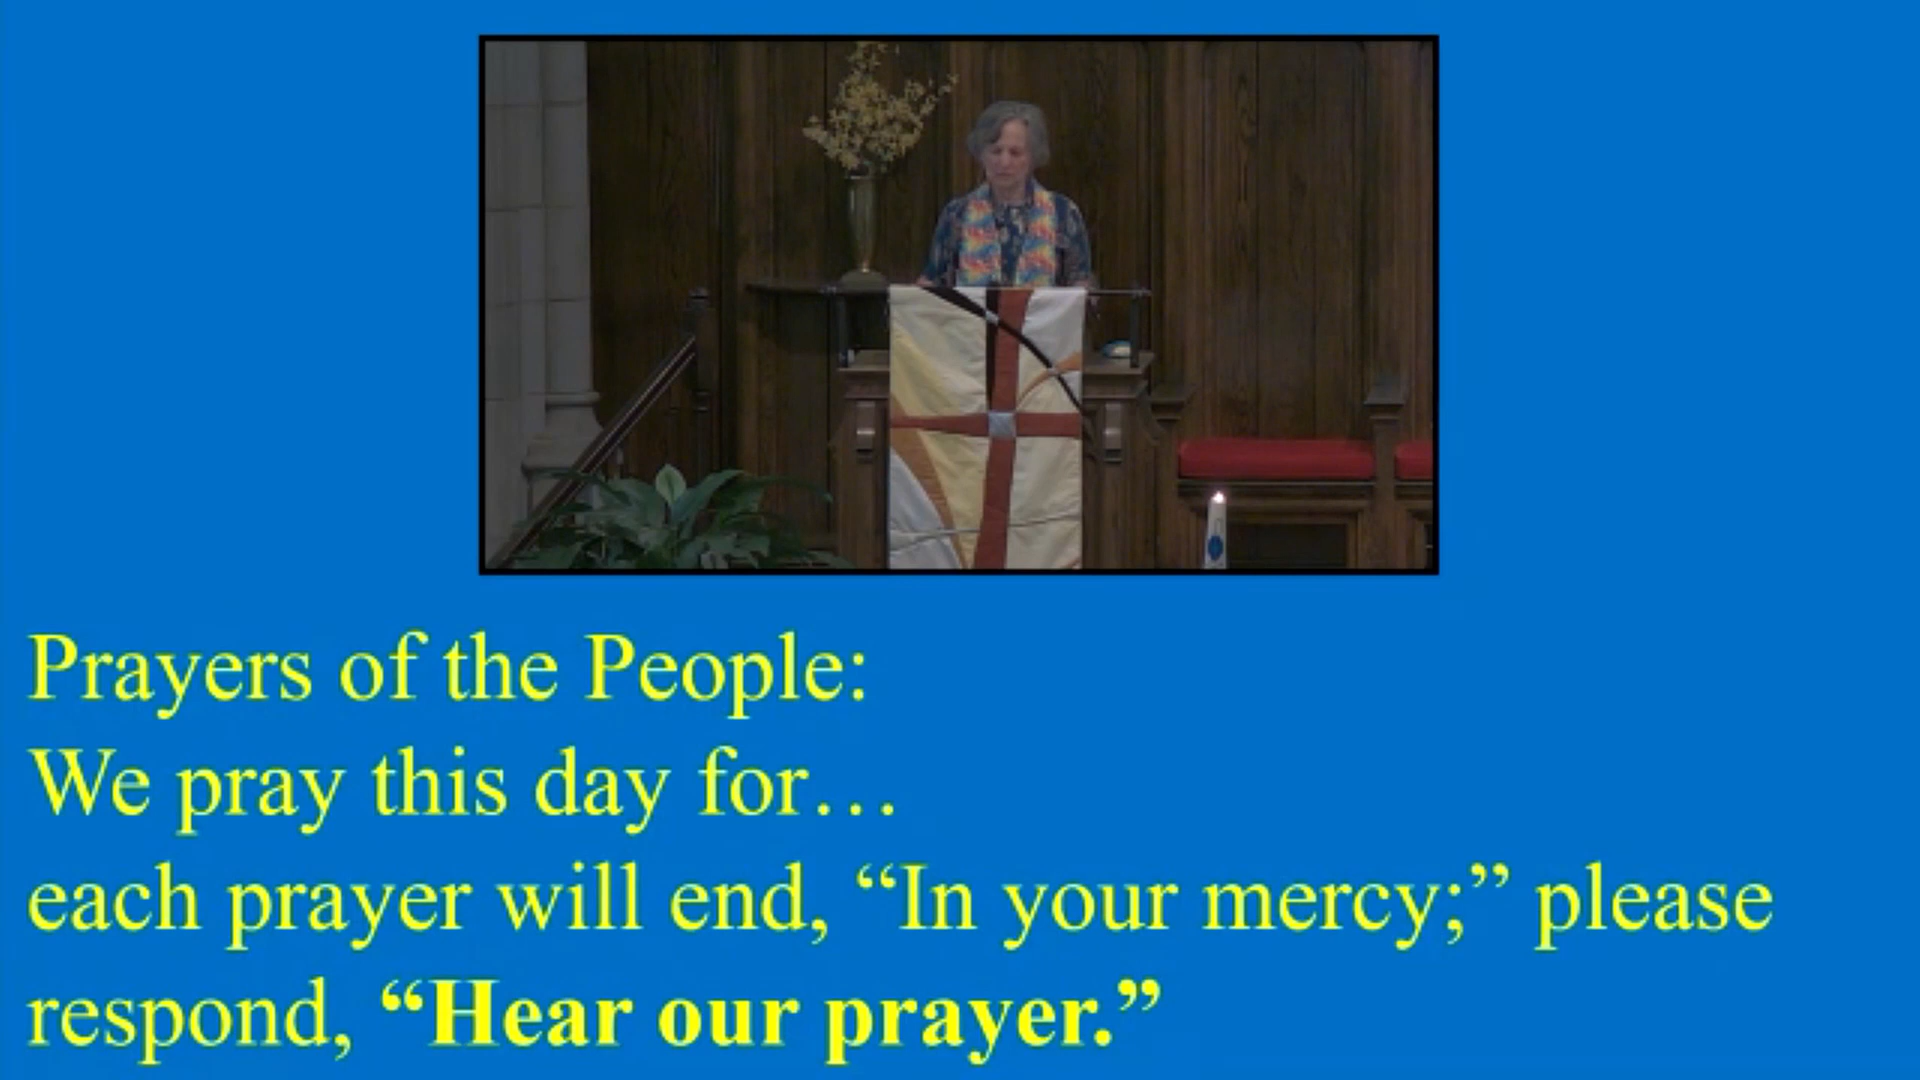 Prayers of the People:
We pray this day for…
each prayer will end, “In your mercy;” please
respond, “Hear our prayer.”